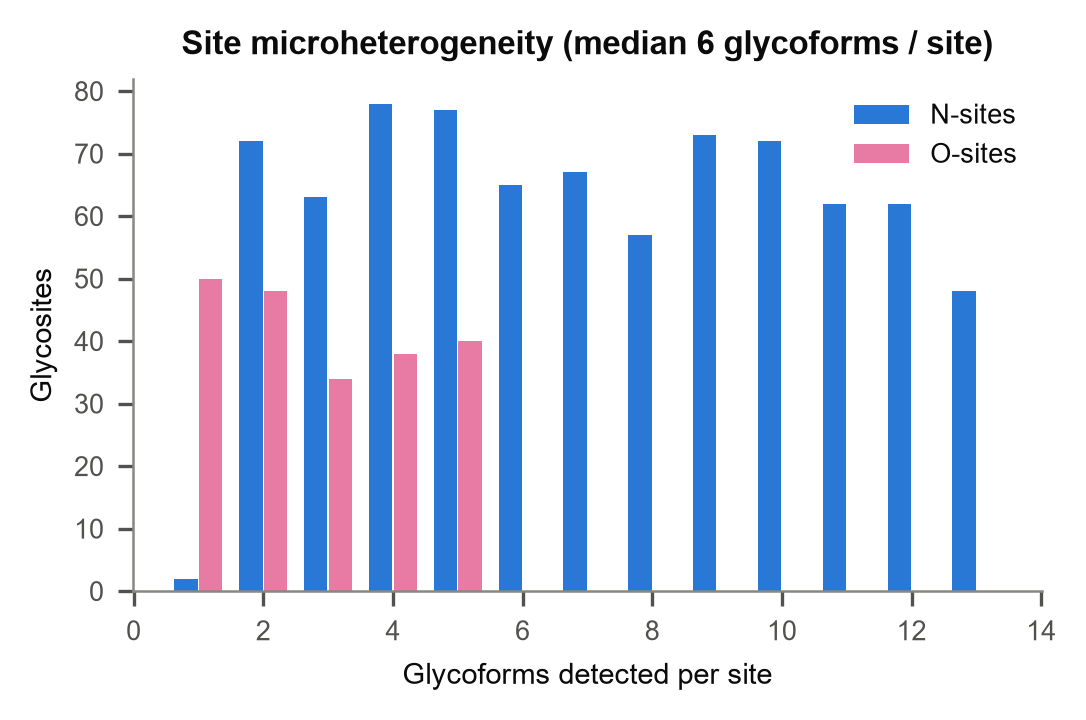 Site microheterogeneity (median 6 glycoforms / site)
N-sites
O-sites
Glycosites
80
70
60
50
40
30
20
10
0
0 2 4 6 8 10 12 14
Glycoforms detected per site